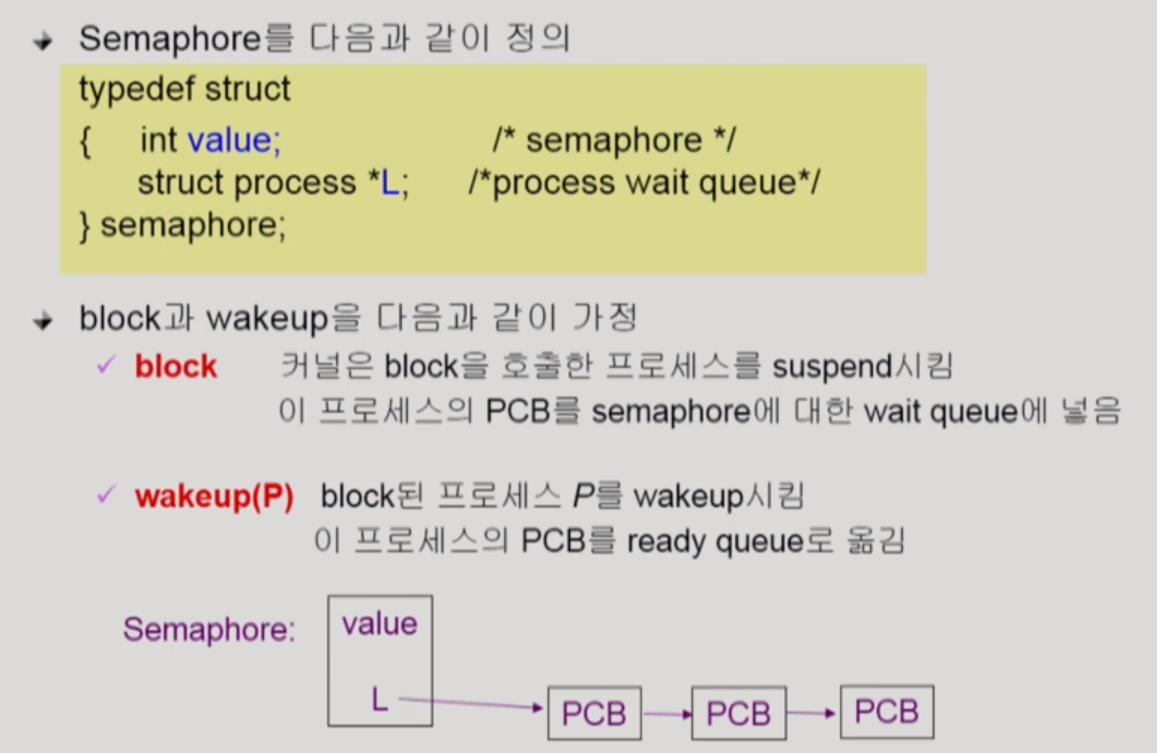 Semaphore를 다음과 같이 정의
typedef struct
{ int value; /* semaphore */
struct process *L; /*process wait queue*/
} semaphore;
block과 wakeup을 다음과 같이 가정
block 커널은 block을 호출한 프로세스를 suspend시킴
이 프로세스의 PCB를 semaphore에 대한 wait queue에 넣음
wakeup(P) block된 프로세스 P를 wakeup시킴
이 프로세스의 PCB를 ready queue로 옮김
Semaphore: value
L PCB PCB PCB